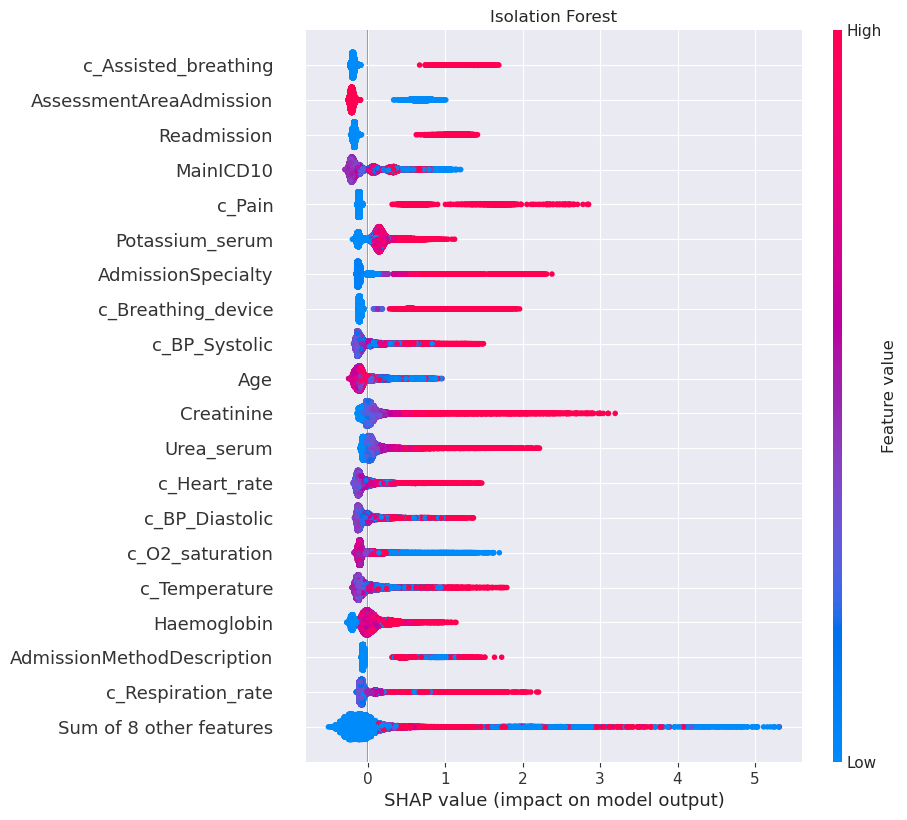 Isolation Forest
High
c_Assisted_breathing
AssessmentAreaAdmission
Readmission
MainICD10
c_Pain
Potassium_serum
AdmissionSpecialty
c_Breathing_device
c_BP_Systolic
Age
Creatinine
Urea_serum
c_Heart_rate
c_BP_Diastolic
c_O2_saturation
c_Temperature
Haemoglobin
AdmissionMethodDescription
c_Respiration_rate
Sum of 8 other features
Feature value
Low
0 1 2 3 4 5
SHAP value (impact on model output)